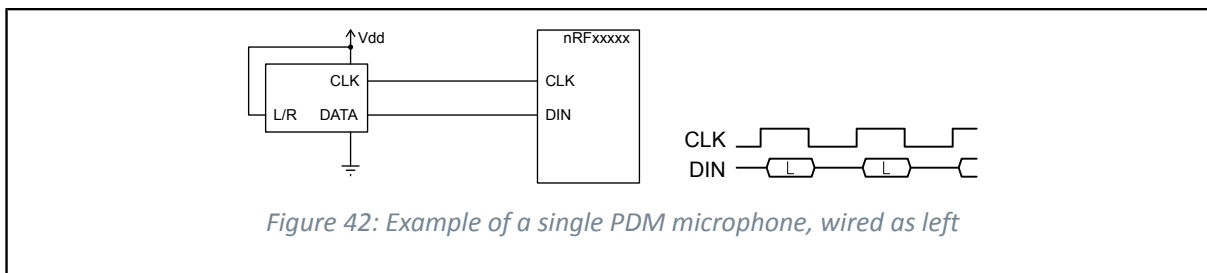 Vdd
nRFxxxxx
CLK
CLK
L/R
DATA
DIN
CLK
DIN
L
L
Figure 42: Example of a single PDM microphone, wired as left